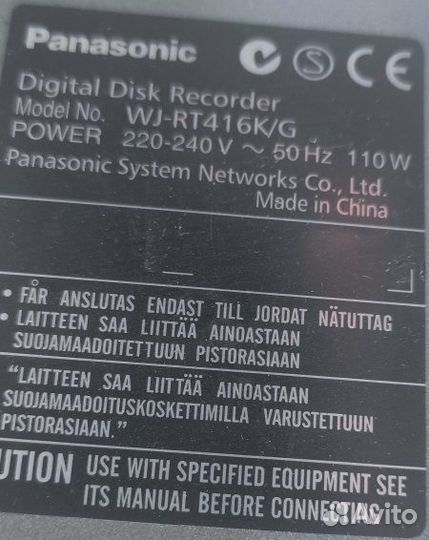 Panasonic
Digital Disk Recorder
Model No. WJ-RT416K/G
POWER 220-240 V ~ 50 Hz 110 W
Panasonic System Networks Co., Ltd.
Made in China
• FÅR ANSLUTAS ENDAST TILL JORDAT NÄTUTTAG
• LAITTEEN SAA LIITTÄÄ AINOASTAAN
SUOJAMAADOITETTUUN PISTORASIAAN
"LAITTEEN SAA LIITTÄÄ AINOASTAAN
SUOJAMAADOITUSKOSKETTIMILLA VARUSTETTUUN
PISTORASIAAN."
UTION USE WITH SPECIFIED EQUIPMENT SEE
ITS MANUAL BEFORE CONNECTING
Avito